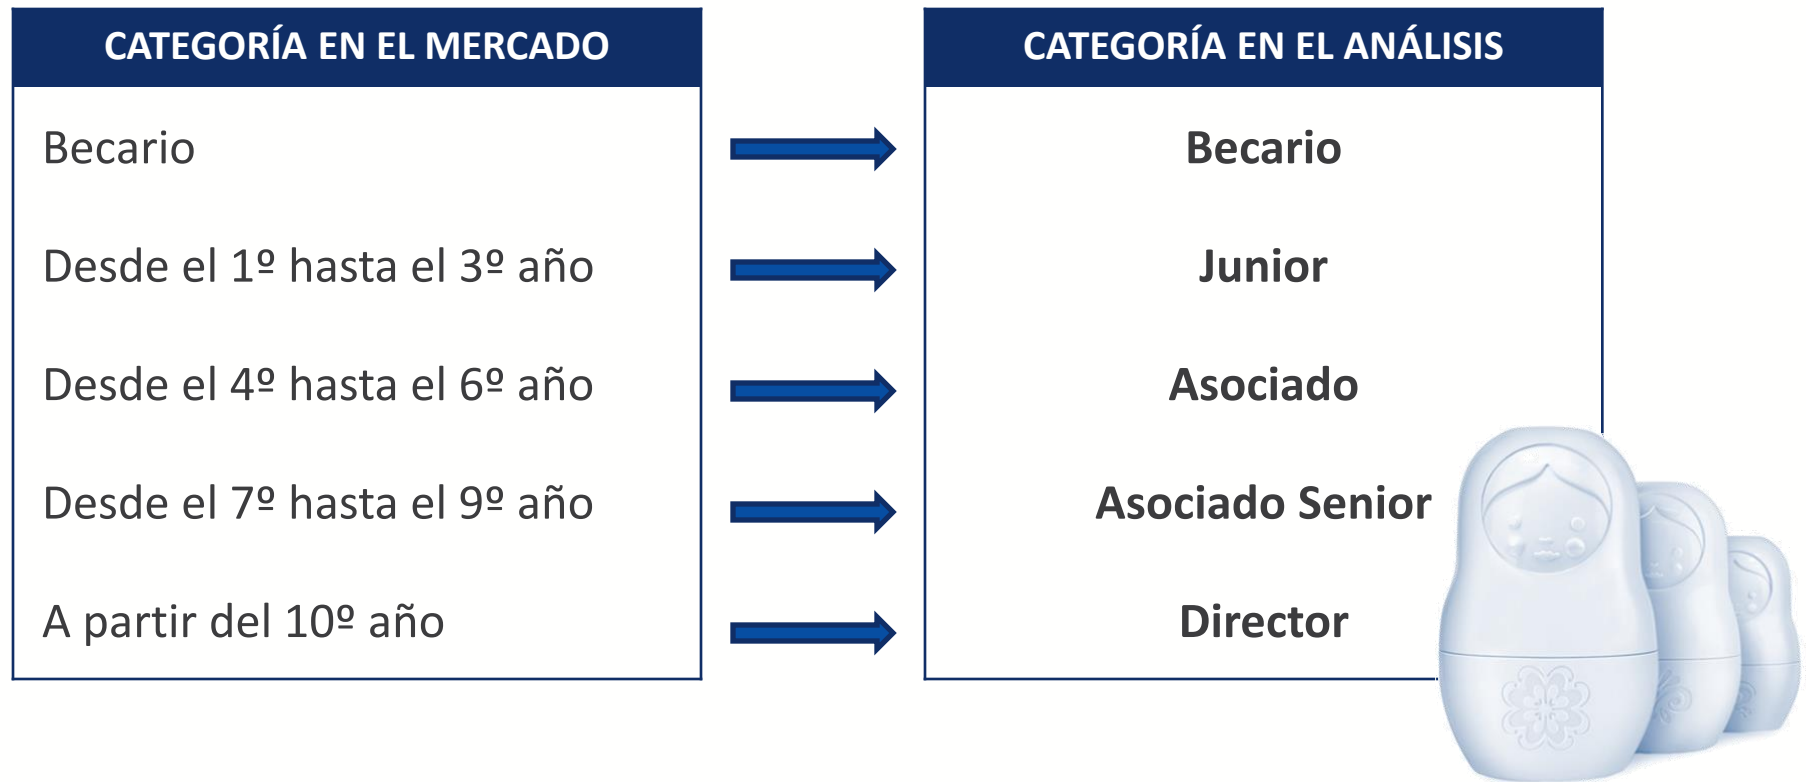 CATEGORÍA EN EL MERCADO
Becario
Desde el 1º hasta el 3º año
Desde el 4º hasta el 6º año
Desde el 7º hasta el 9º año
A partir del 10º año
CATEGORÍA EN EL ANÁLISIS
Becario
Junior
Asociado
Asociado Senior
Director